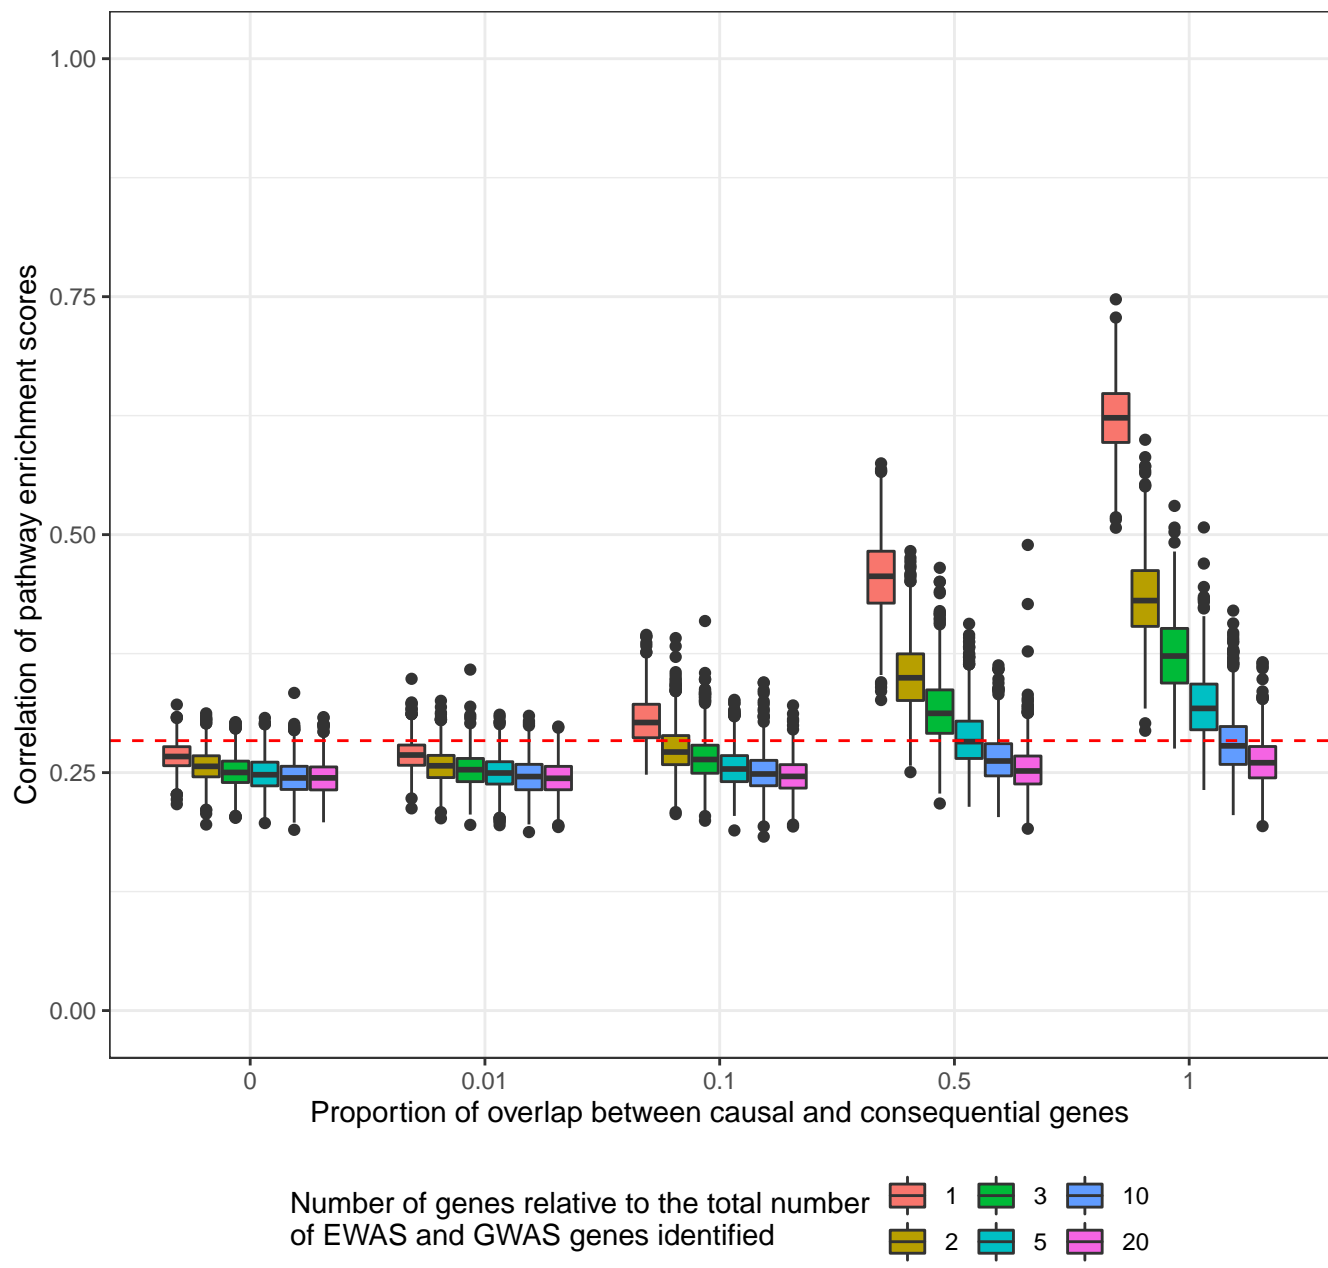 Correlation of pathway enrichment scores
1.00
0.75
0.50
0.25
0.00
0 0.01 0.1 0.5 1
Proportion of overlap between causal and consequential genes
Number of genes relative to the total number
of EWAS and GWAS genes identified
1 3 10
2 5 20